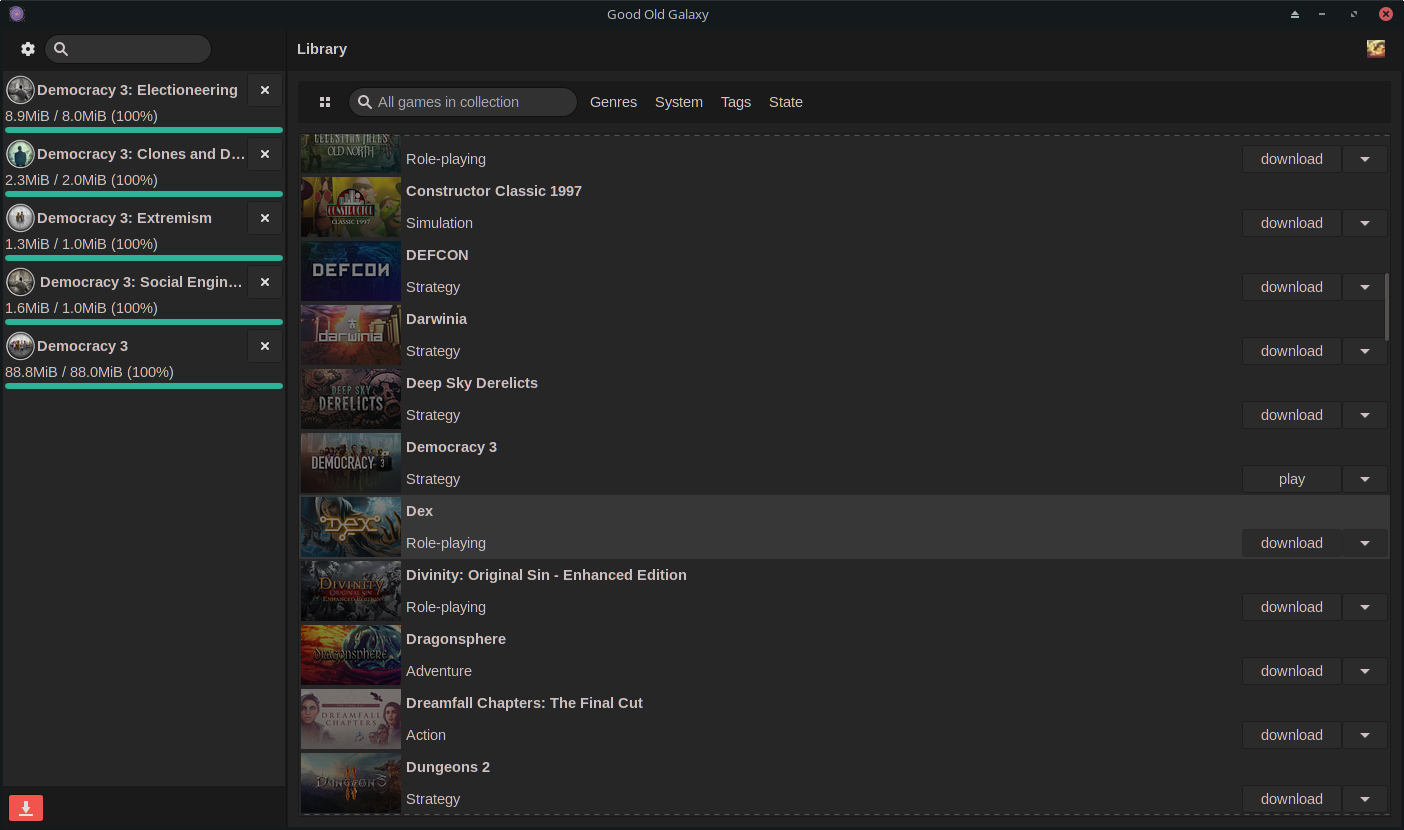 Good Old Galaxy
Library
Democracy 3: Electioneering
8.9MiB / 8.0MiB (100%)
Democracy 3: Clones and D...
2.3MiB / 2.0MiB (100%)
Democracy 3: Extremism
1.3MiB / 1.0MiB (100%)
Democracy 3: Social Engin...
1.6MiB / 1.0MiB (100%)
Democracy 3
88.8MiB / 88.0MiB (100%)
All games in collection
Genres
System
Tags
State
OLD NORTH
Role-playing
download
CONSTRUCTOR
CLASSIC 1997
Constructor Classic 1997
Simulation
download
DEFCON
DEFCON
Strategy
download
darwinia
Darwinia
Strategy
download
DEEP SKY
DERELICTS
Deep Sky Derelicts
Strategy
download
DEMOCRACY 3
Democracy 3
Strategy
play
DEX
Dex
Role-playing
download
DIVINITY
ORIGINAL SIN
ENHANCED EDITION
Divinity: Original Sin - Enhanced Edition
Role-playing
download
DRAGONSPHERE
Dragonsphere
Adventure
download
DREAMFALL
CHAPTERS
Dreamfall Chapters: The Final Cut
Action
download
DUNGEONS
Dungeons 2
Strategy
download